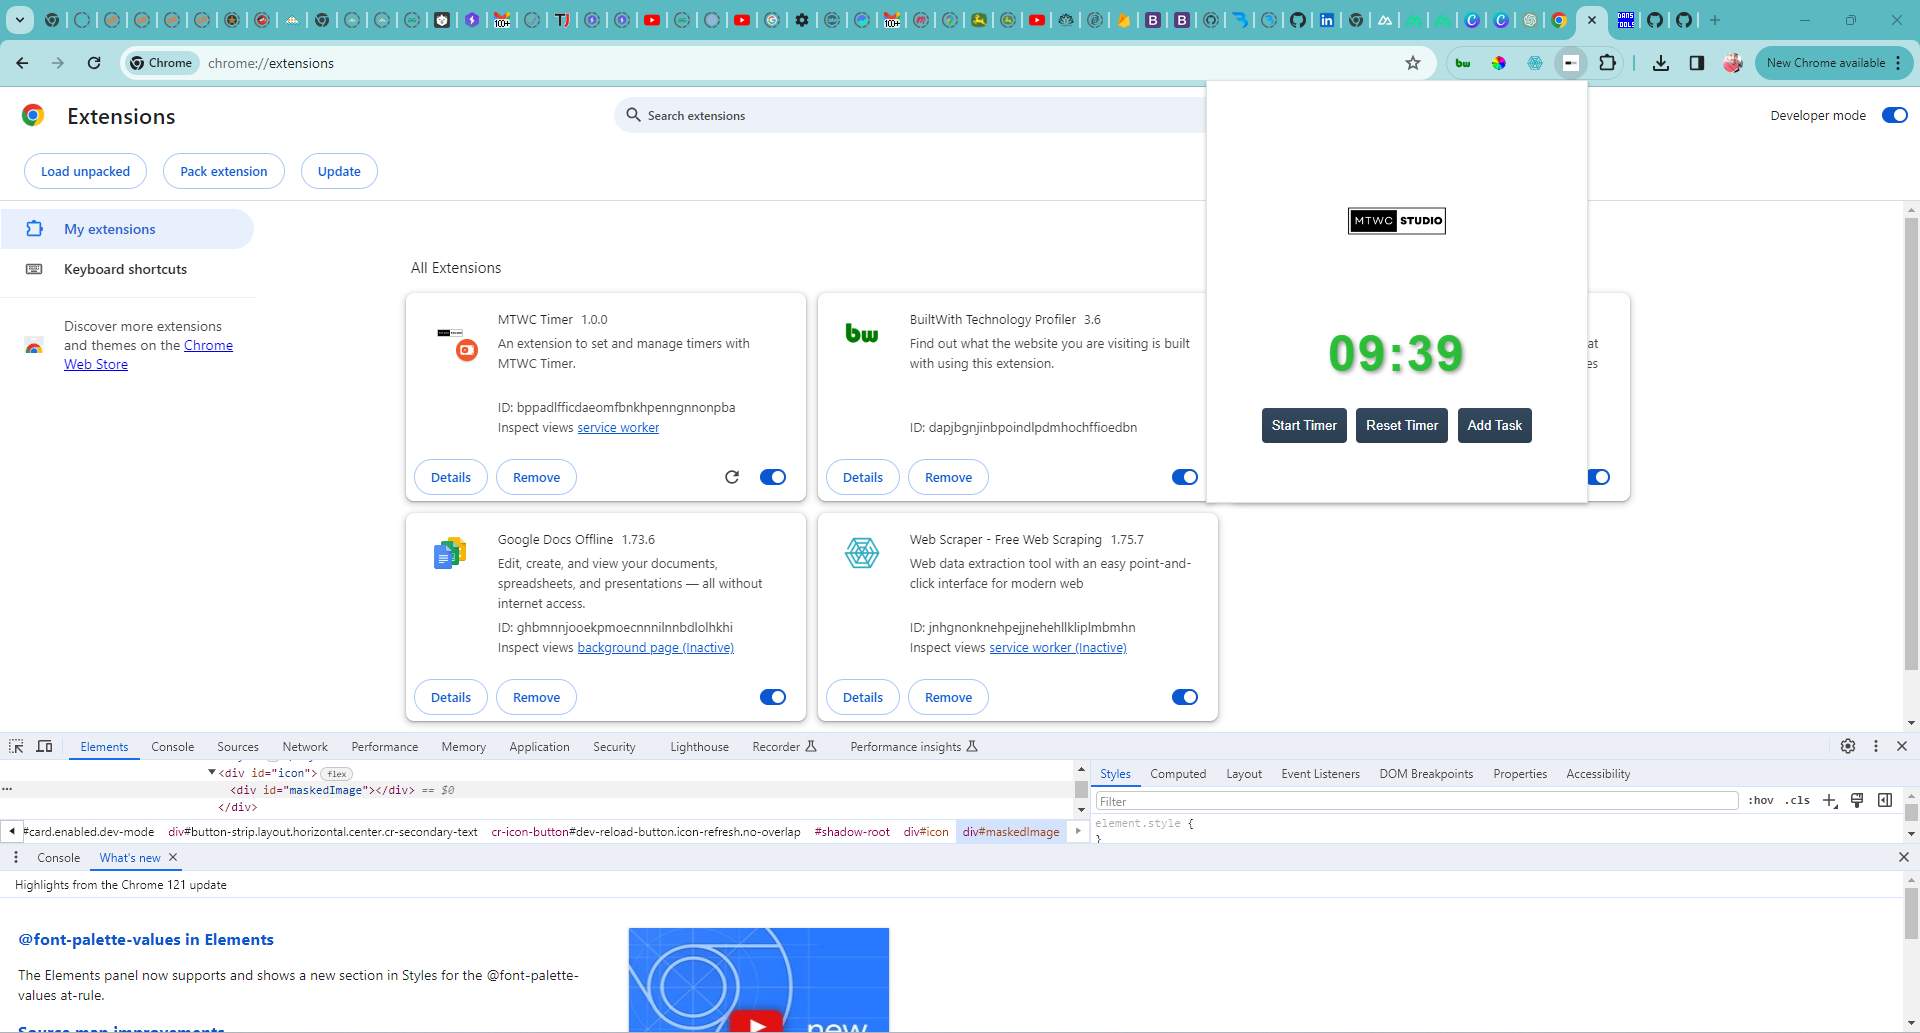 Chrome
chrome://extensions
New Chrome available
Extensions
Search extensions
Developer mode
Load unpacked
Pack extension
Update
My extensions
Keyboard shortcuts
Discover more extensions
and themes on the Chrome
Web Store
All Extensions
MTWC Timer 1.0.0
An extension to set and manage timers with
MTWC Timer.
ID: bppadlfficdaeomfbnkhpenngnnonpba
Inspect views service worker
Details
Remove
BuiltWith Technology Profiler 3.6
Find out what the website you are visiting is built
with using this extension.
ID: dapjbgnjinbpoindlpdmhochffioedbn
Details
Remove
bw
bw
at
es
MTWC STUDIO
09:39
Start Timer
Reset Timer
Add Task
Google Docs Offline 1.73.6
Edit, create, and view your documents,
spreadsheets, and presentations — all without
internet access.
ID: ghbmnnjooekpmoecnnnilnnbdlolhkhi
Inspect views background page (Inactive)
Details
Remove
Web Scraper - Free Web Scraping 1.75.7
Web data extraction tool with an easy point-and-
click interface for modern web
ID: jnhgnonknehpejjnehehllkliplmbmhn
Inspect views service worker (Inactive)
Details
Remove
Elements
Console
Sources
Network
Performance
Memory
Application
Security
Lighthouse
Recorder
Performance insights
<div id="icon"> flex
<div id="maskedImage"></div> == $0
</div>
#card.enabled.dev-mode
div#button-strip.layout.horizontal.center.cr-secondary-text
cr-icon-button#dev-reload-button.icon-refresh.no-overlap
#shadow-root
div#icon
div#maskedImage
Styles
Computed
Layout
Event Listeners
DOM Breakpoints
Properties
Accessibility
Filter
:hov
.cls
element.style {
}
Console
What's new
Highlights from the Chrome 121 update
@font-palette-values in Elements
The Elements panel now supports and shows a new section in Styles for the @font-palette-
values at-rule.
Source map improvements
new